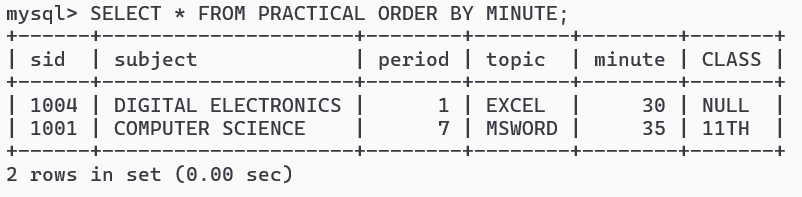 mysql> SELECT * FROM PRACTICAL ORDER BY MINUTE;
+------+---------------------+--------+--------+--------+-------+
| sid  | subject             | period | topic  | minute | CLASS |
+------+---------------------+--------+--------+--------+-------+
| 1004 | DIGITAL ELECTRONICS |      1 | EXCEL  |     30 | NULL  |
| 1001 | COMPUTER SCIENCE    |      7 | MSWORD |     35 | 11TH  |
+------+---------------------+--------+--------+--------+-------+
2 rows in set (0.00 sec)